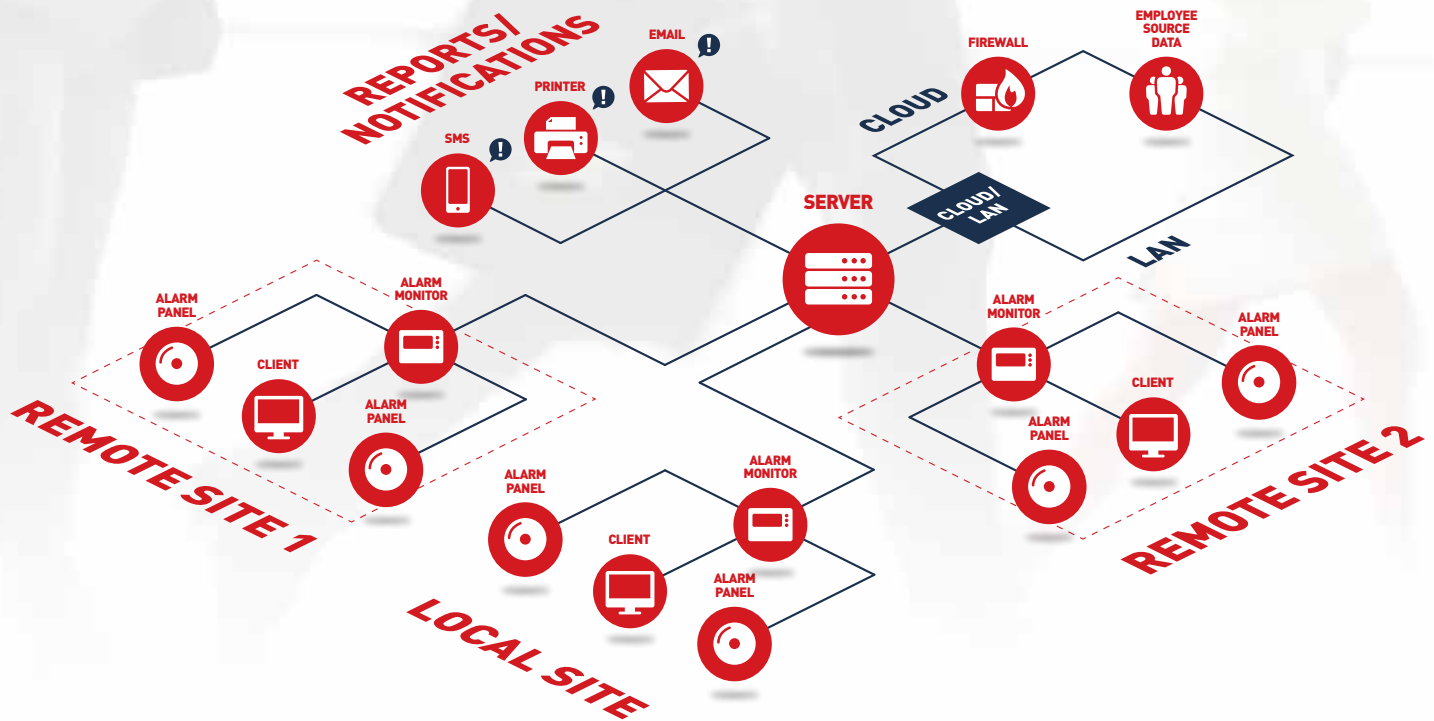 REPORTS/
NOTIFICATIONS
EMAIL
!
PRINTER
!
SMS
!
FIREWALL
EMPLOYEE
SOURCE
DATA
CLOUD
CLOUD/
LAN
LAN
SERVER
ALARM
PANEL
ALARM
MONITOR
CLIENT
ALARM
PANEL
REMOTE SITE 1
ALARM
MONITOR
ALARM
PANEL
CLIENT
ALARM
PANEL
REMOTE SITE 2
ALARM
PANEL
ALARM
MONITOR
CLIENT
ALARM
PANEL
LOCAL SITE